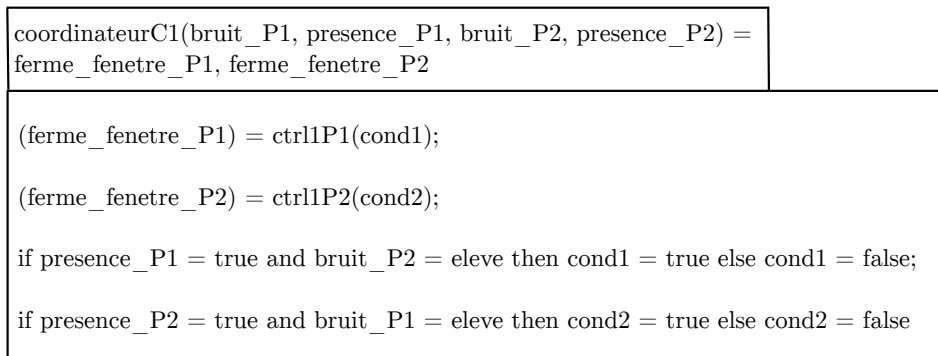 coordinateurC1(bruit_P1, presence_P1, bruit_P2, presence_P2) =
ferme_fenetre_P1, ferme_fenetre_P2
(ferme_fenetre_P1) = ctrl1P1(cond1);
(ferme_fenetre_P2) = ctrl1P2(cond2);
if presence_P1 = true and bruit_P2 = eleve then cond1 = true else cond1 = false;
if presence_P2 = true and bruit_P1 = eleve then cond2 = true else cond2 = false